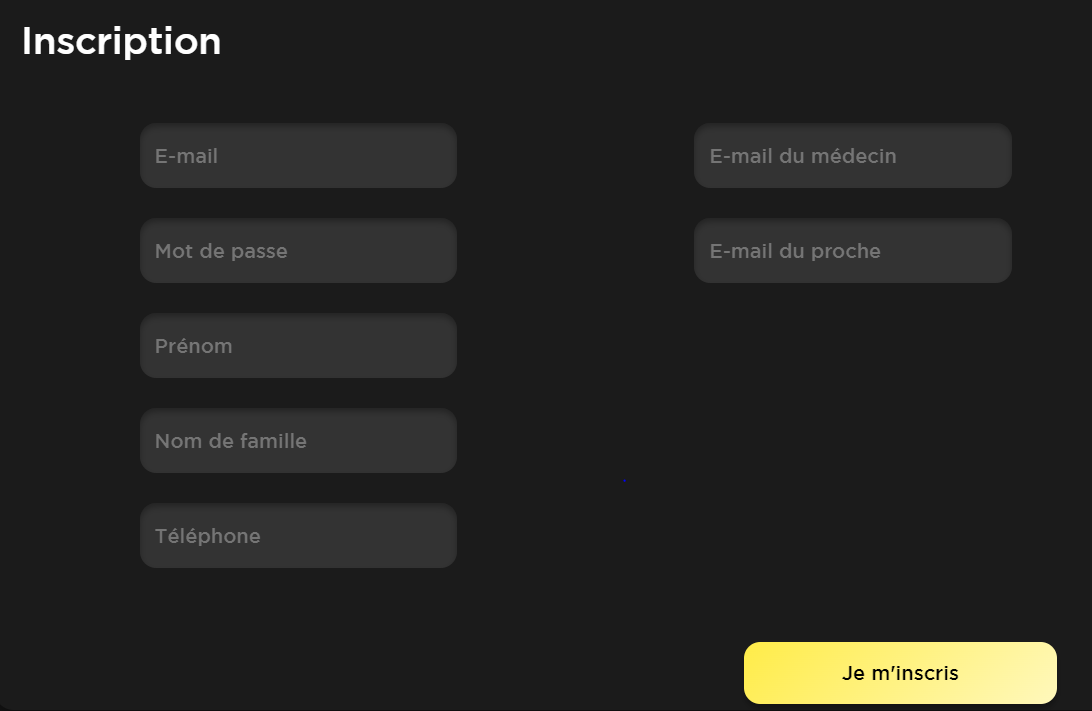 Inscription
E-mail
Mot de passe
Prénom
Nom de famille
Téléphone
E-mail du médecin
E-mail du proche
Je m'inscris